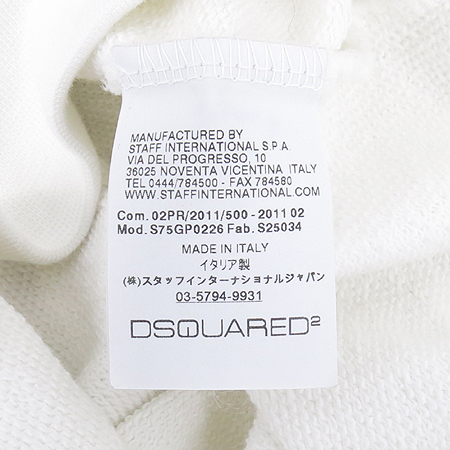 MANUFACTURED BY
STAFF INTERNATIONAL S.P.A
VIA DEL PROGRESSO, 10
36025 NOVENTA VICENTINA ITALY
TEL 0444/784500 - FAX 784580
WWW.STAFFINTERNATIONAL.COM
Com. 02PR/2011/500 - 2011 02
Mod. S75GP0226 Fab. S25034
MADE IN ITALY
イタリア製
(株)スタッフインターナショナルジャパン
03-5794-9931
DSQUARED²